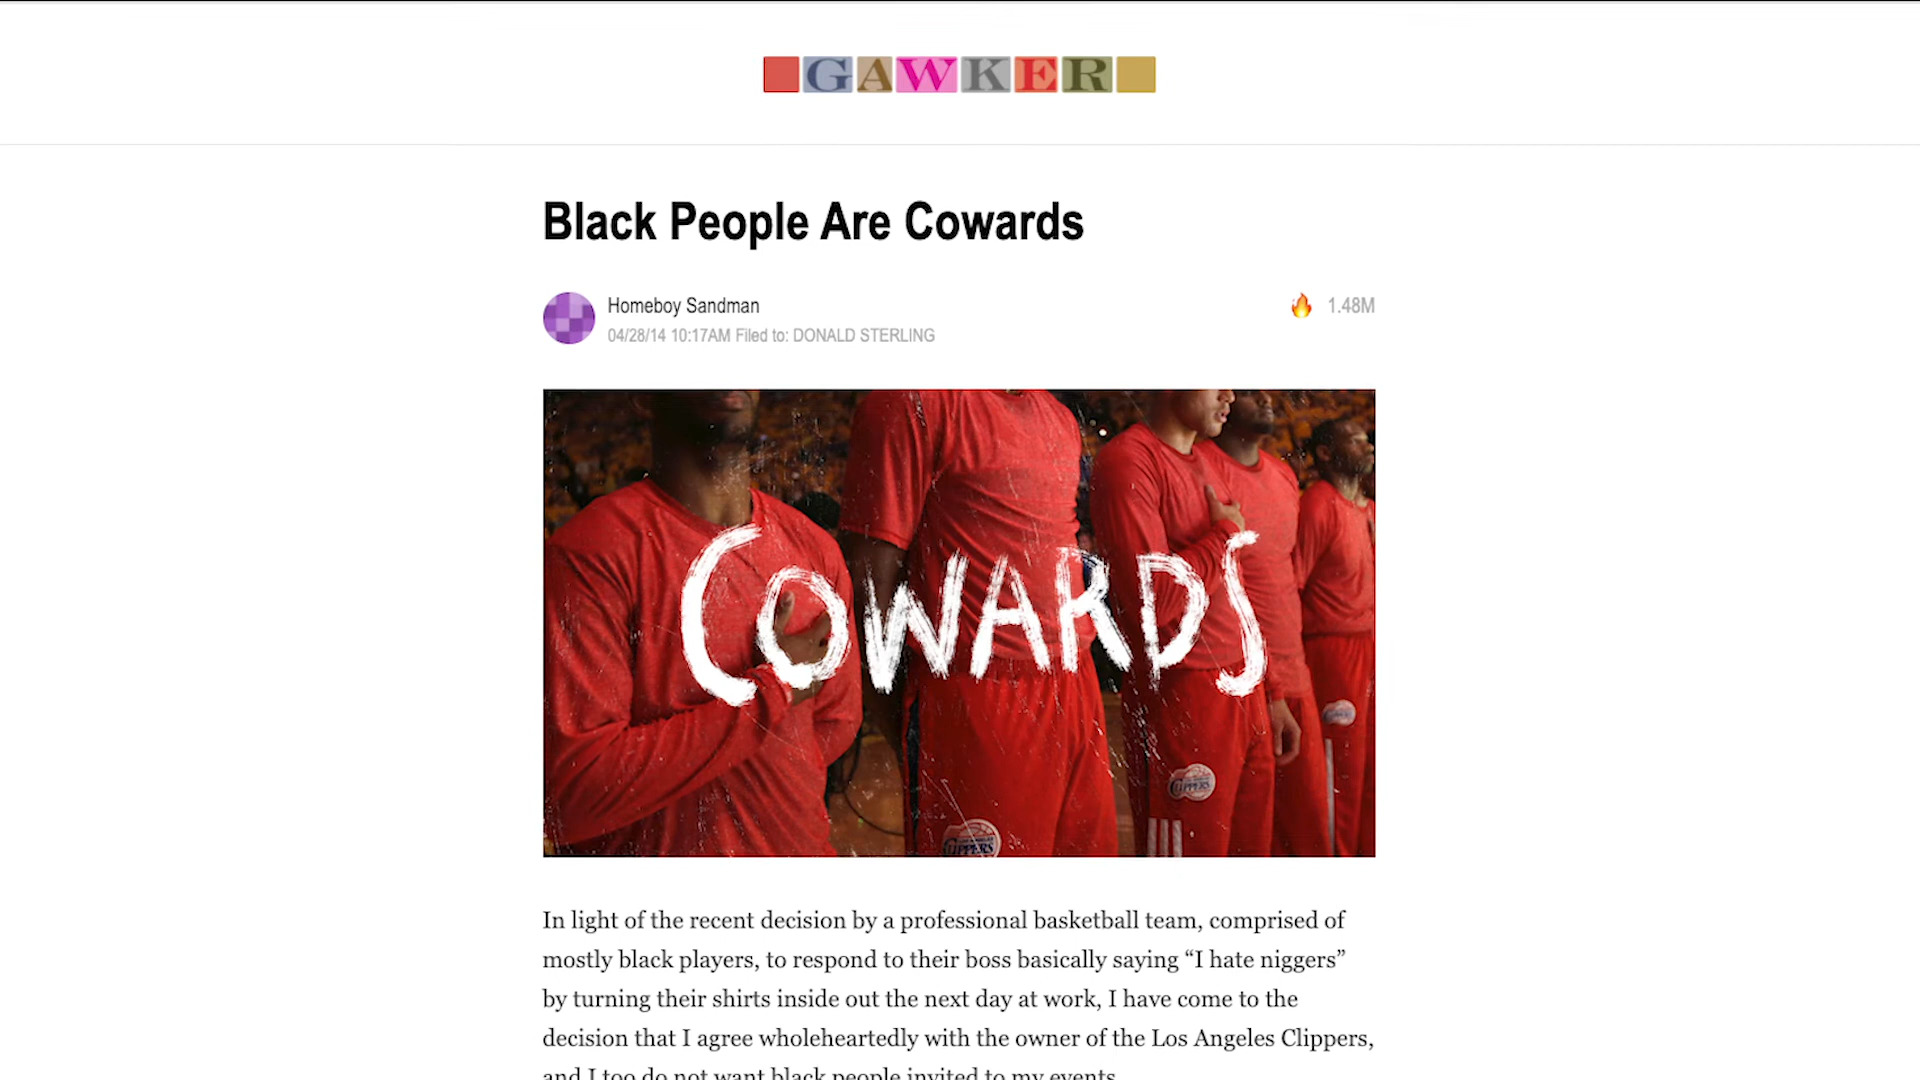 GAWKER
Black People Are Cowards
Homeboy Sandman
🔥 1.48M
04/28/14 10:17AM Filed to: DONALD STERLING
COWARDS
CLIPPERS
CLIPPERS
In light of the recent decision by a professional basketball team, comprised of
mostly black players, to respond to their boss basically saying “I hate niggers”
by turning their shirts inside out the next day at work, I have come to the
decision that I agree wholeheartedly with the owner of the Los Angeles Clippers,
and I too do not want black people invited to my events.